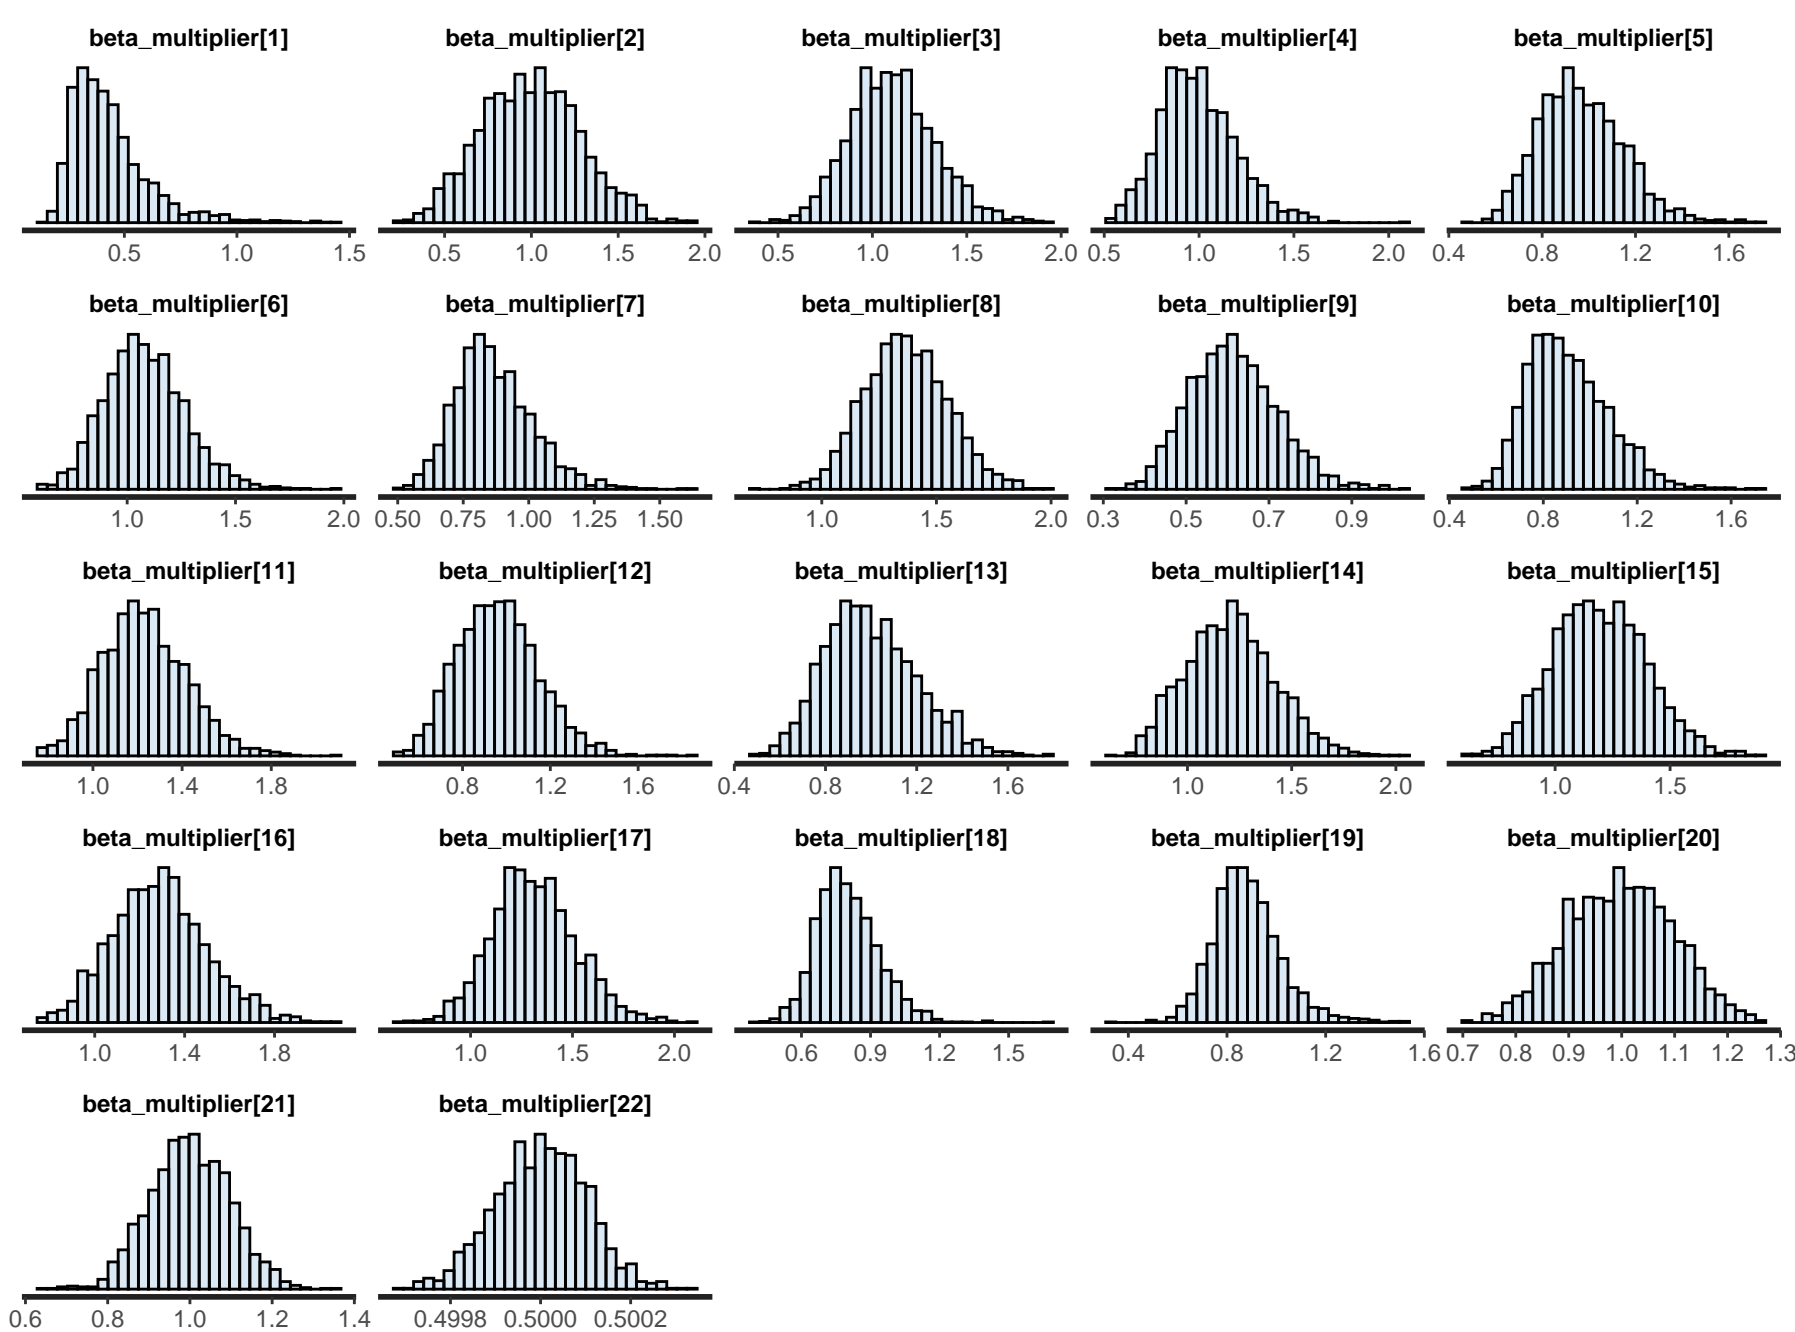 beta_multiplier[1] beta_multiplier[2] beta_multiplier[3] beta_multiplier[4] beta_multiplier[5]
0.5 1.0 1.5 0.5 1.0 1.5 2.0 0.5 1.0 1.5 2.0 0.5 1.0 1.5 2.0 0.4 0.8 1.2 1.6
beta_multiplier[6] beta_multiplier[7] beta_multiplier[8] beta_multiplier[9] beta_multiplier[10]
1.0 1.5 2.0 0.50 0.75 1.00 1.25 1.50 1.0 1.5 2.0 0.3 0.5 0.7 0.9 0.4 0.8 1.2 1.6
beta_multiplier[11] beta_multiplier[12] beta_multiplier[13] beta_multiplier[14] beta_multiplier[15]
1.0 1.4 1.8 0.8 1.2 1.6 0.4 0.8 1.2 1.6 1.0 1.5 2.0 1.0 1.5
beta_multiplier[16] beta_multiplier[17] beta_multiplier[18] beta_multiplier[19] beta_multiplier[20]
1.0 1.4 1.8 1.0 1.5 2.0 0.6 0.9 1.2 1.5 0.4 0.8 1.2 1.6 0.7 0.8 0.9 1.0 1.1 1.2 1.3
beta_multiplier[21] beta_multiplier[22]
0.6 0.8 1.0 1.2 1.4 0.4998 0.5000 0.5002